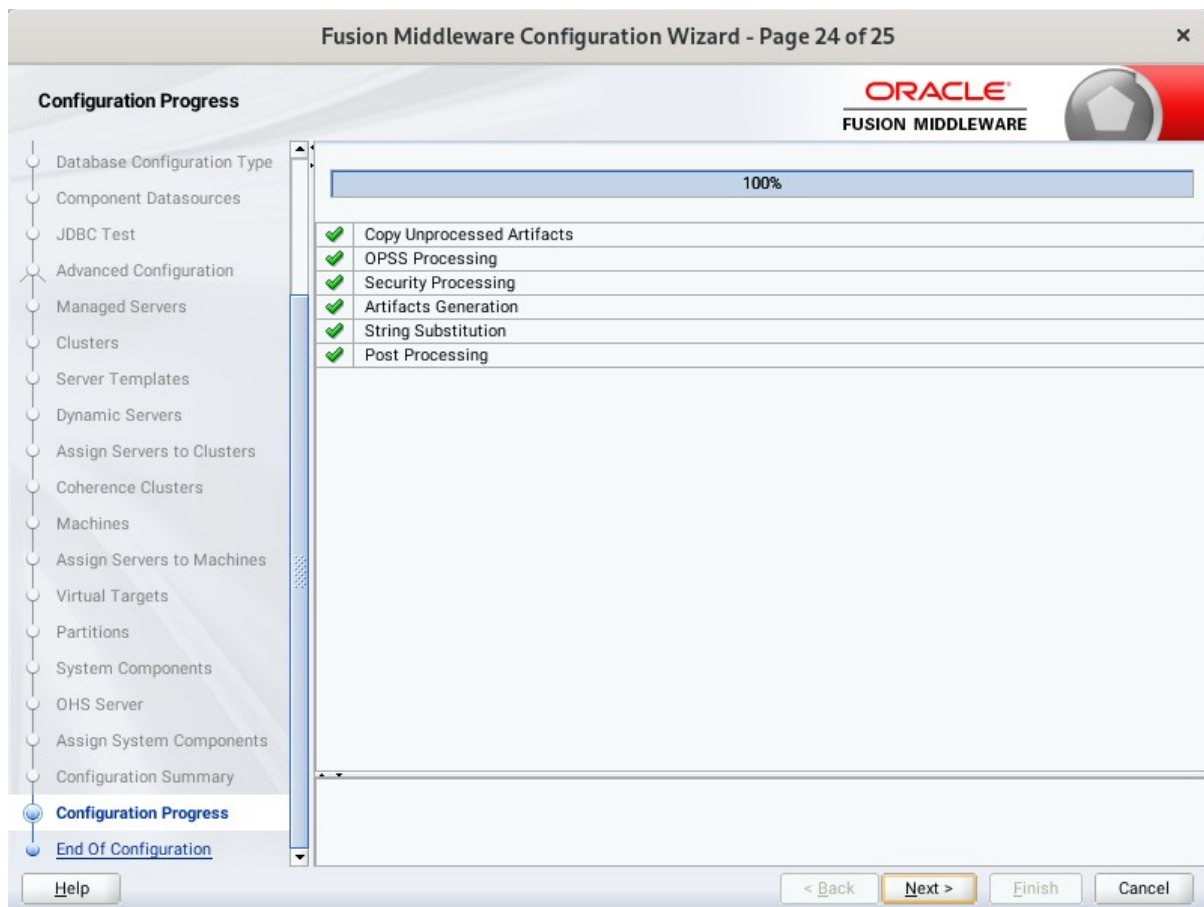 Fusion Middleware Configuration Wizard - Page 24 of 25
Configuration Progress
ORACLE
FUSION MIDDLEWARE
Database Configuration Type
Component Datasources
JDBC Test
Advanced Configuration
Managed Servers
Clusters
Server Templates
Dynamic Servers
Assign Servers to Clusters
Coherence Clusters
Machines
Assign Servers to Machines
Virtual Targets
Partitions
System Components
OHS Server
Assign System Components
Configuration Summary
Configuration Progress
End Of Configuration
100%
Copy Unprocessed Artifacts
OPSS Processing
Security Processing
Artifacts Generation
String Substitution
Post Processing
Help
< Back
Next >
Finish
Cancel